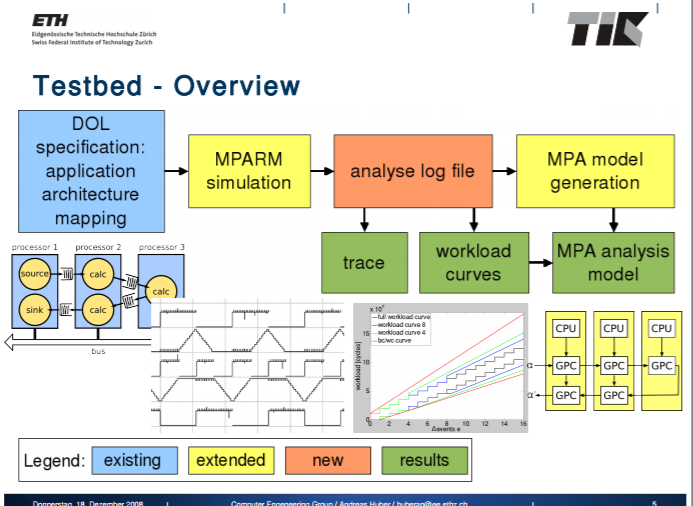 ETH
Eidgenössische Technische Hochschule Zürich
Swiss Federal Institute of Technology Zurich
TIK
Testbed - Overview
DOL
specification:
application
architecture
mapping
MPARM
simulation
analyse log file
MPA model
generation
trace
workload
curves
MPA analysis
model
processor 1
processor 2
processor 3
source
calc
calc
sink
calc
bus
x 10^4
full workload curve
workload curve 8
workload curve 4
bc/wc curve
workload [cycles]
15
10
5
0
0 2 4 6 8 10 12 14 16
Δevents e
CPU CPU CPU
α GPC GPC GPC
α' GPC GPC
Legend:
existing
extended
new
results
Donnerstag, 18. Dezember 2008
Computer Engeneering Group / Andreas Huber / huberan@ee.ethz.ch
5